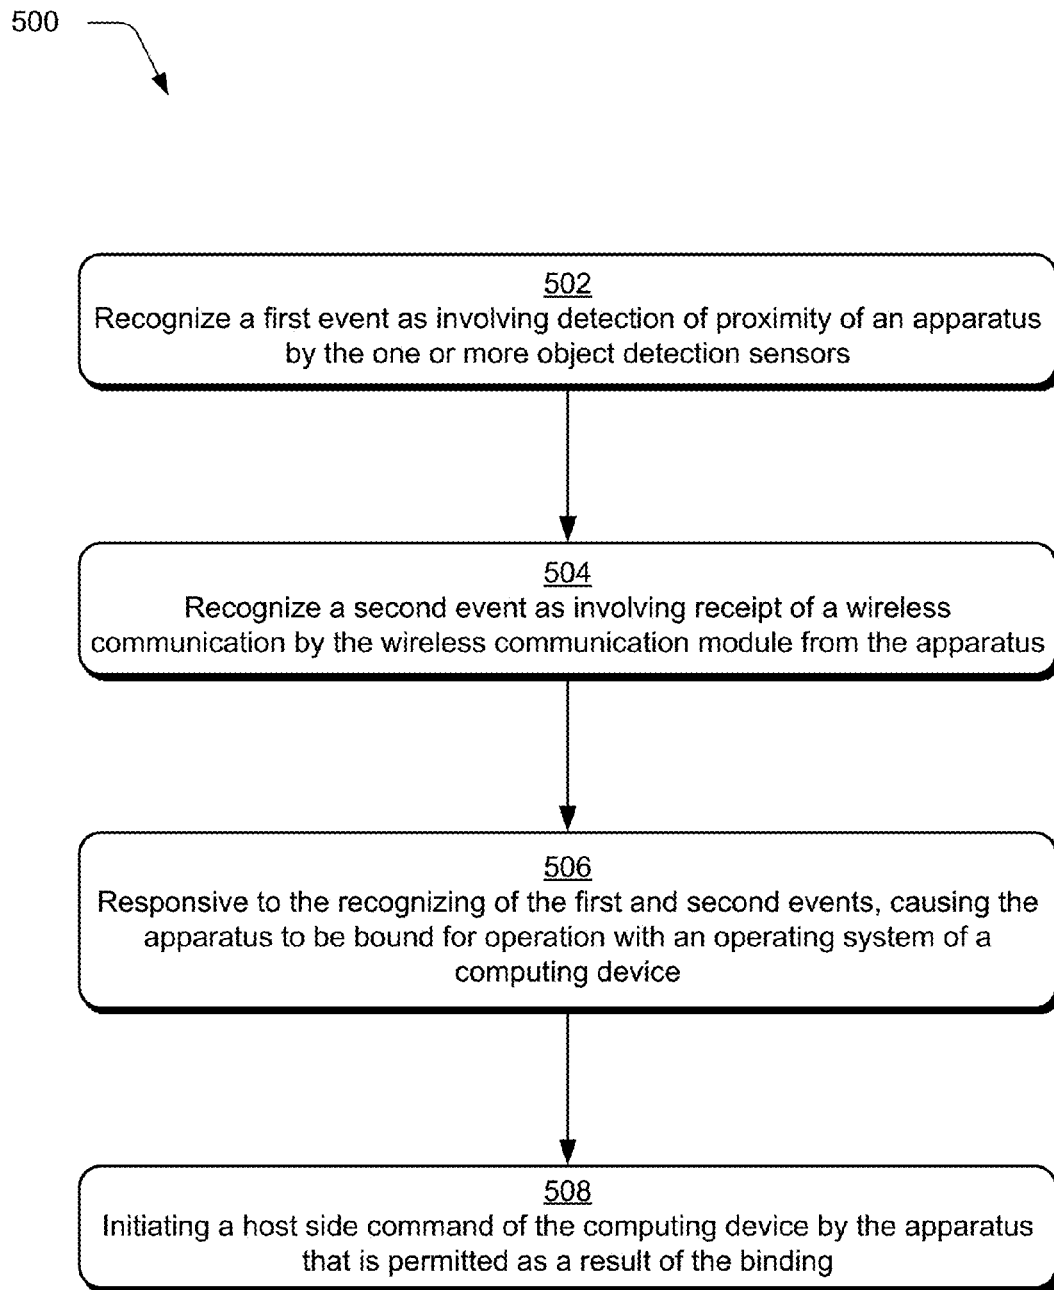 500
502
Recognize a first event as involving detection of proximity of an apparatus
by the one or more object detection sensors
504
Recognize a second event as involving receipt of a wireless
communication by the wireless communication module from the apparatus
506
Responsive to the recognizing of the first and second events, causing the
apparatus to be bound for operation with an operating system of a
computing device
508
Initiating a host side command of the computing device by the apparatus
that is permitted as a result of the binding